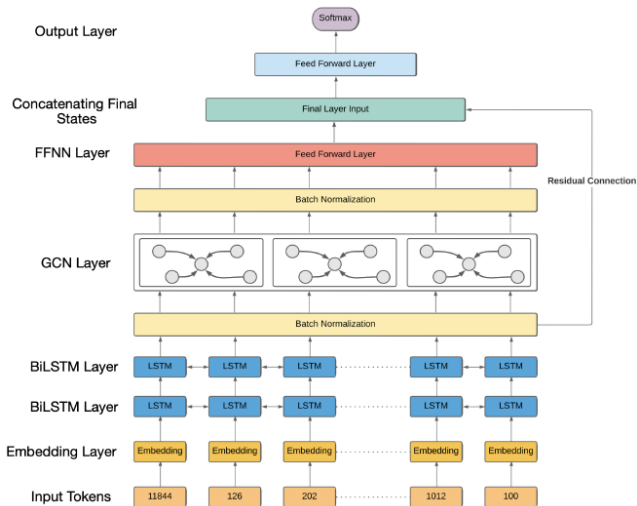 Softmax
Output Layer
Feed Forward Layer
Concatenating Final
States
Final Layer Input
FFNN Layer
Feed Forward Layer
Residual Connection
Batch Normalization
GCN Layer
Batch Normalization
BiLSTM Layer
LSTM LSTM LSTM LSTM LSTM
BiLSTM Layer
LSTM LSTM LSTM LSTM LSTM
Embedding Layer
Embedding Embedding Embedding Embedding Embedding
Input Tokens
11844 126 202 1012 100